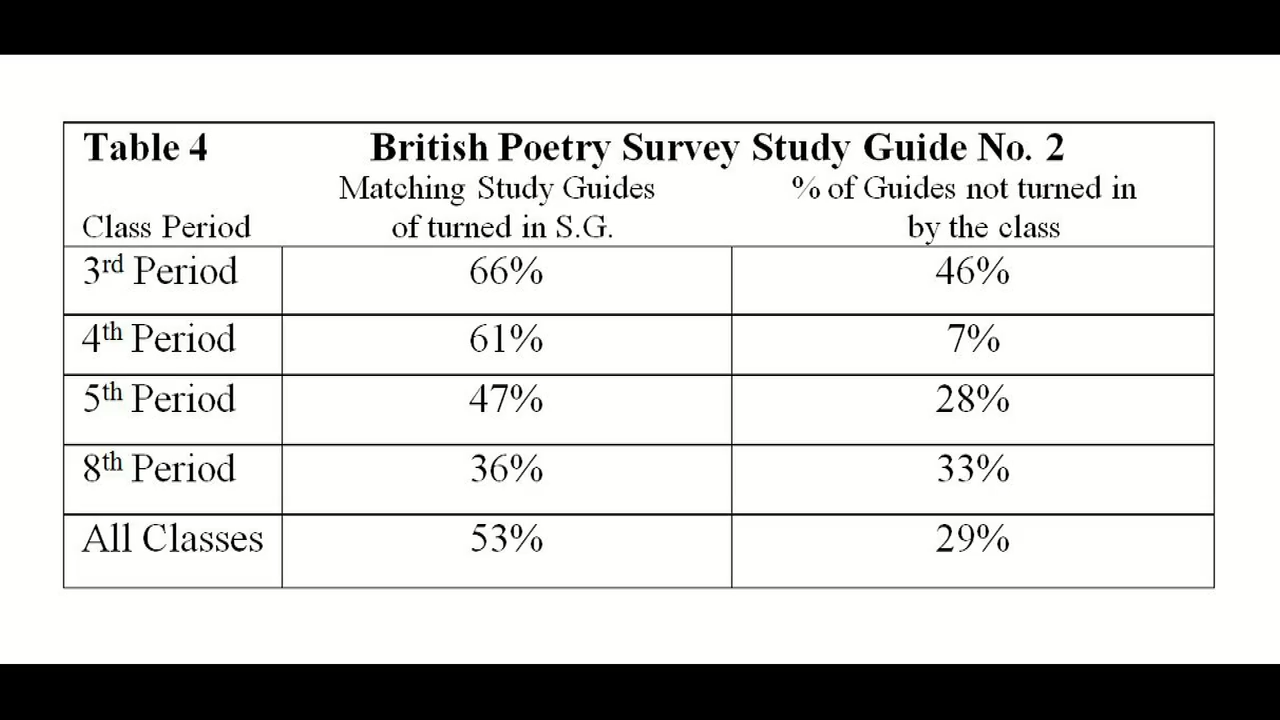 Table 4 British Poetry Survey Study Guide No. 2
Matching Study Guides % of Guides not turned in
Class Period of turned in S.G. by the class
3rd Period 66% 46%
4th Period 61% 7%
5th Period 47% 28%
8th Period 36% 33%
All Classes 53% 29%